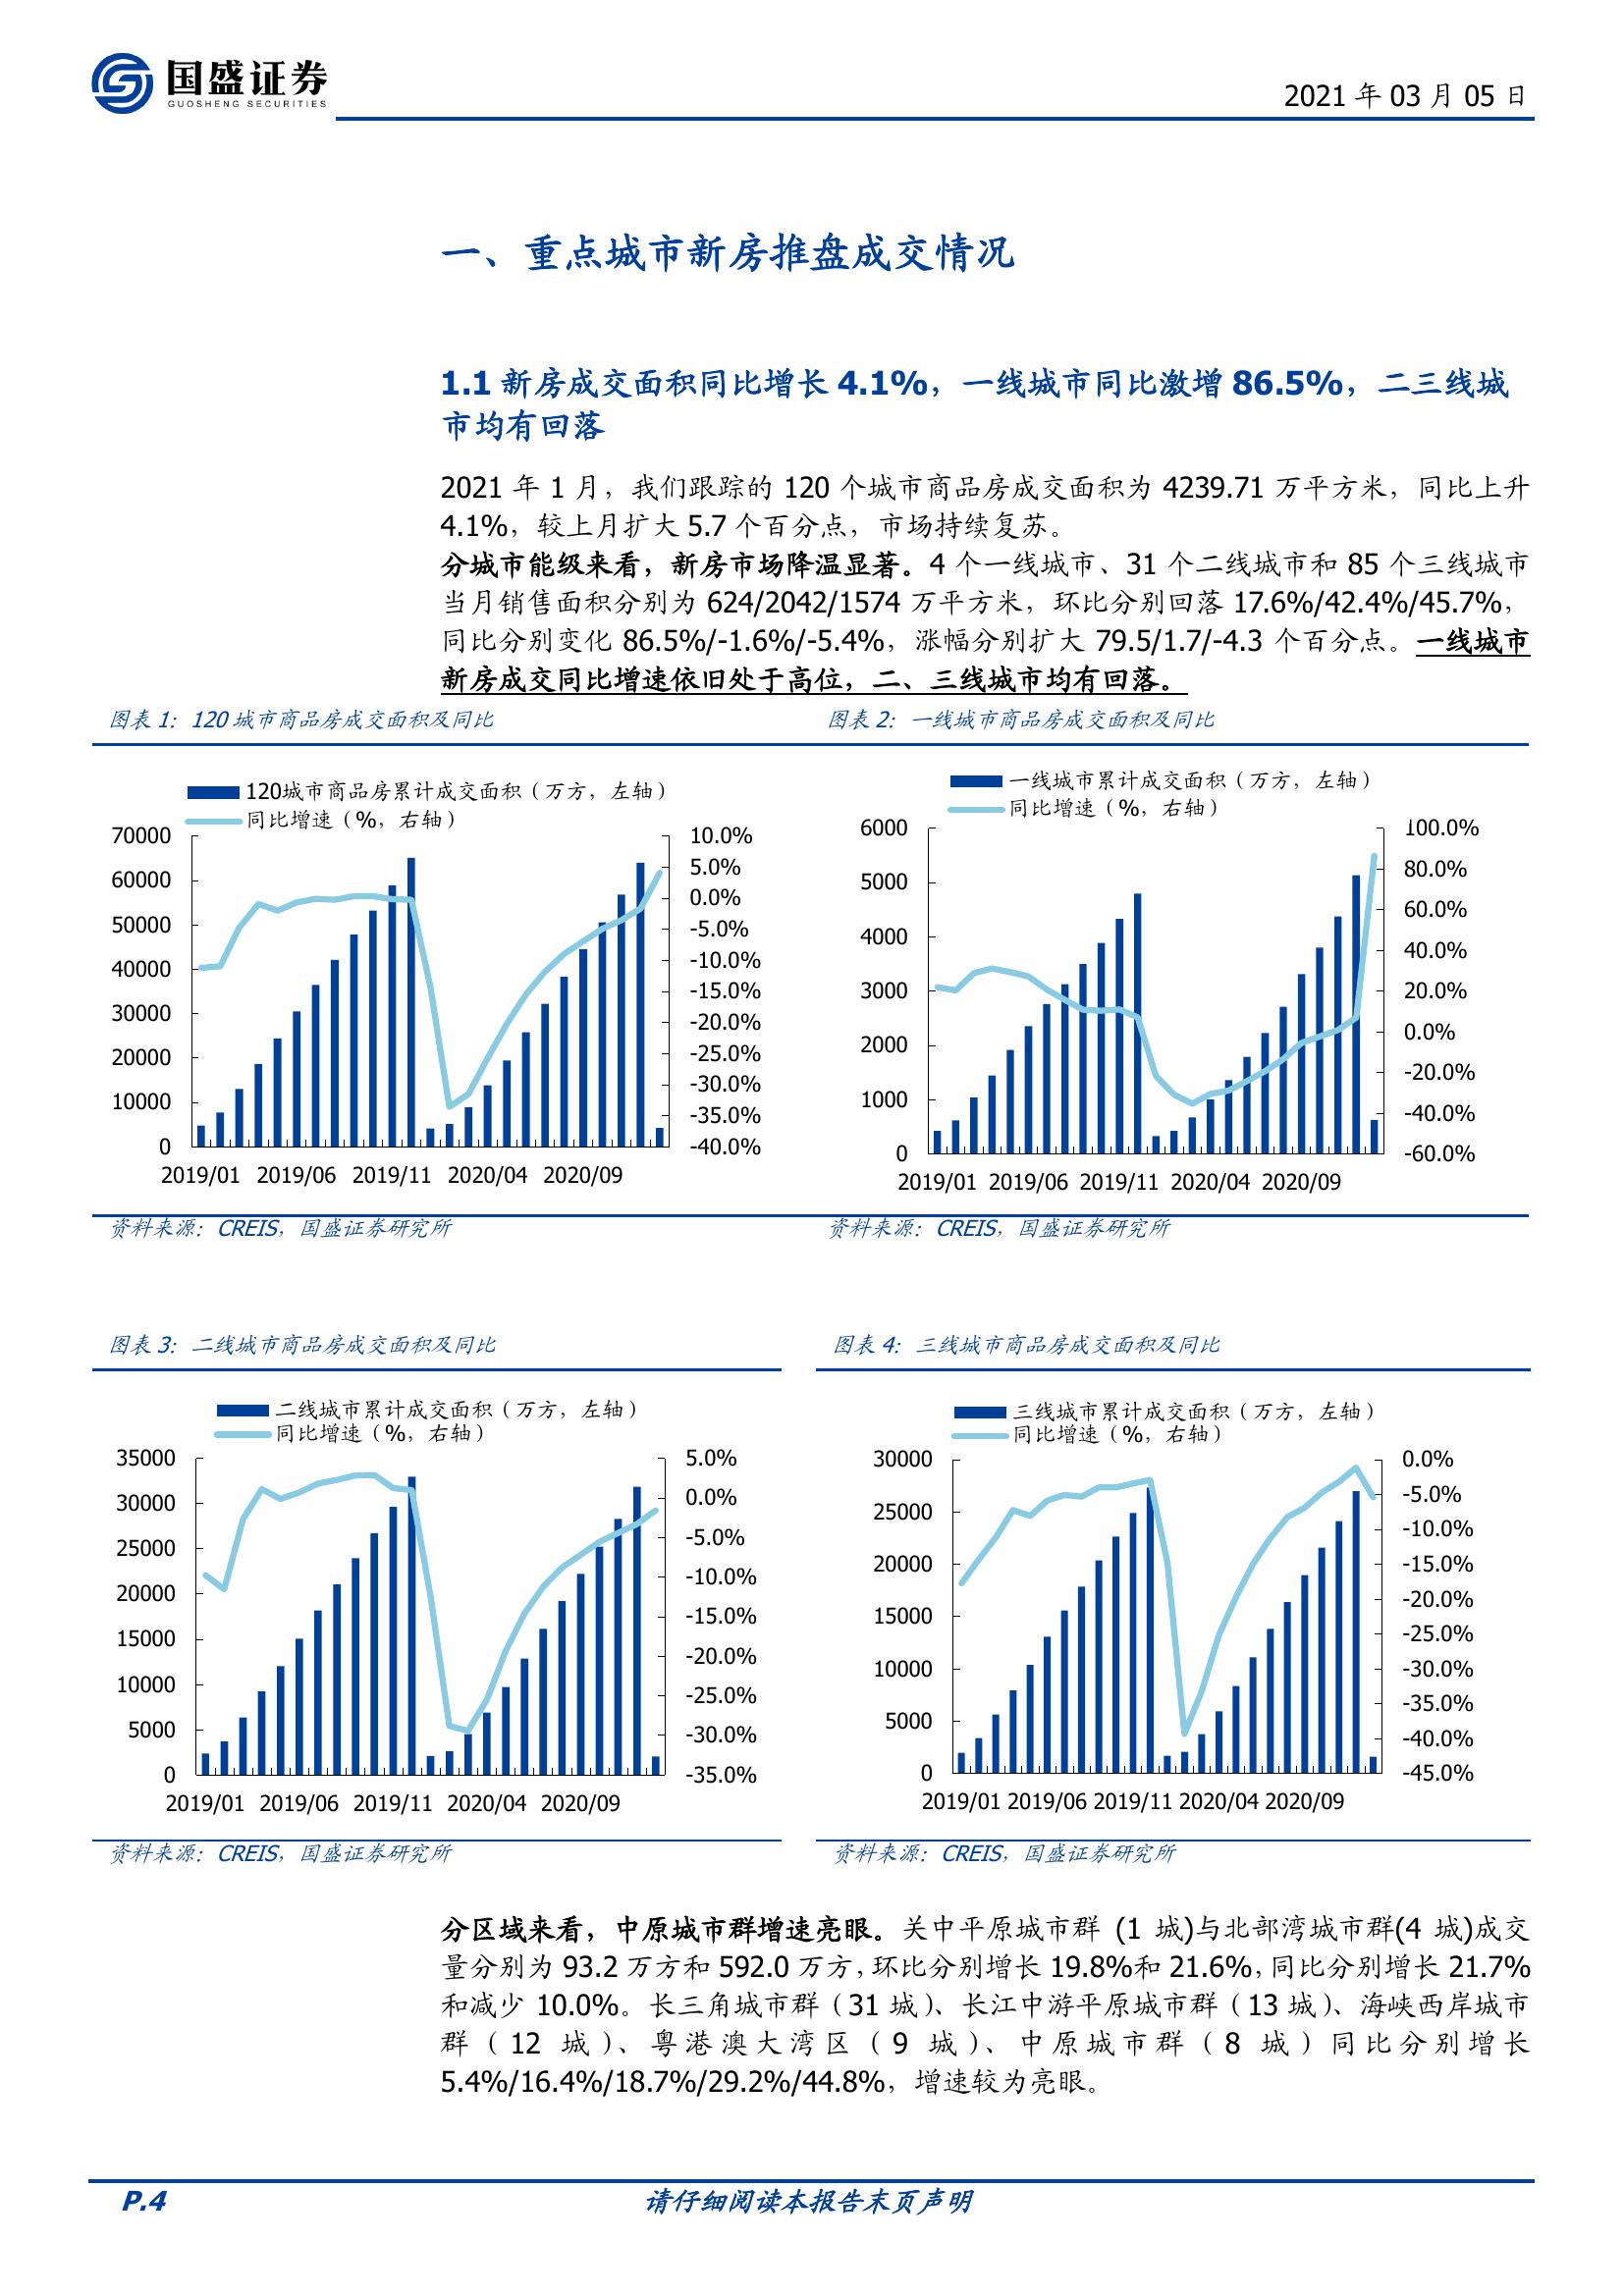 国盛证券
GUOSHENG SECURITIES
2021 年 03 月 05 日
一、重点城市新房推盘成交情况
1.1 新房成交面积同比增长 4.1%，一线城市同比激增 86.5%，二三线城
市均有回落
2021 年 1 月，我们跟踪的 120 个城市商品房成交面积为 4239.71 万平方米，同比上升
4.1%，较上月扩大 5.7 个百分点，市场持续复苏。
分城市能级来看，新房市场降温显著。4 个一线城市、31 个二线城市和 85 个三线城市
当月销售面积分别为 624/2042/1574 万平方米，环比分别回落 17.6%/42.4%/45.7%，
同比分别变化 86.5%/-1.6%/-5.4%，涨幅分别扩大 79.5/1.7/-4.3 个百分点。一线城市
新房成交同比增速依旧处于高位，二、三线城市均有回落。
图表 1：120 城市商品房成交面积及同比
120城市商品房累计成交面积（万方，左轴）
同比增速（%，右轴）
70000
60000
50000
40000
30000
20000
10000
0
10.0%
5.0%
0.0%
-5.0%
-10.0%
-15.0%
-20.0%
-25.0%
-30.0%
-35.0%
-40.0%
2019/01 2019/06 2019/11 2020/04 2020/09
资料来源：CREIS，国盛证券研究所
图表 2：一线城市商品房成交面积及同比
一线城市累计成交面积（万方，左轴）
同比增速（%，右轴）
6000
5000
4000
3000
2000
1000
0
100.0%
80.0%
60.0%
40.0%
20.0%
0.0%
-20.0%
-40.0%
-60.0%
2019/01 2019/06 2019/11 2020/04 2020/09
资料来源：CREIS，国盛证券研究所
图表 3：二线城市商品房成交面积及同比
二线城市累计成交面积（万方，左轴）
同比增速（%，右轴）
35000
30000
25000
20000
15000
10000
5000
0
5.0%
0.0%
-5.0%
-10.0%
-15.0%
-20.0%
-25.0%
-30.0%
-35.0%
2019/01 2019/06 2019/11 2020/04 2020/09
资料来源：CREIS，国盛证券研究所
图表 4：三线城市商品房成交面积及同比
三线城市累计成交面积（万方，左轴）
同比增速（%，右轴）
30000
25000
20000
15000
10000
5000
0
0.0%
-5.0%
-10.0%
-15.0%
-20.0%
-25.0%
-30.0%
-35.0%
-40.0%
-45.0%
2019/01 2019/06 2019/11 2020/04 2020/09
资料来源：CREIS，国盛证券研究所
分区域来看，中原城市群增速亮眼。关中平原城市群 (1 城)与北部湾城市群(4 城)成交
量分别为 93.2 万方和 592.0 万方，环比分别增长 19.8%和 21.6%，同比分别增长 21.7%
和减少 10.0%。长三角城市群（31 城）、长江中游平原城市群（13 城）、海峡西岸城市
群（12 城）、粤港澳大湾区（9 城）、中原城市群（8 城）同比分别增长
5.4%/16.4%/18.7%/29.2%/44.8%，增速较为亮眼。
P.4
请仔细阅读本报告末页声明